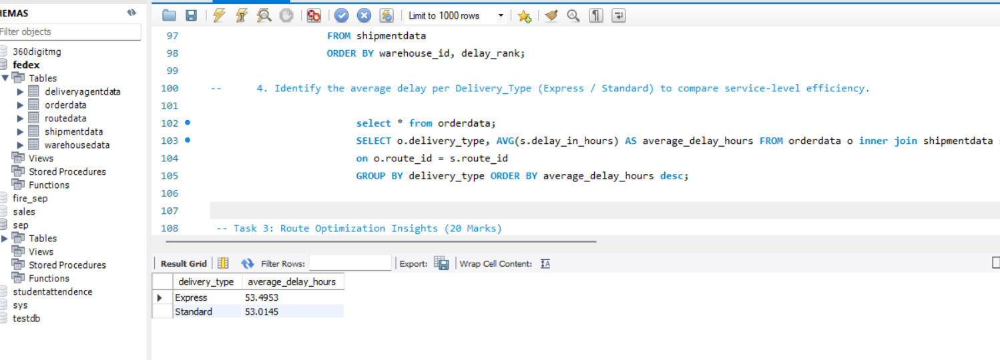 HEMAS
Filter objects
360digitmg
fedex
Tables
deliveryagentdata
orderdata
routedata
shipmentdata
warehousedata
Views
Stored Procedures
Functions
fire_sep
sales
sep
Tables
Views
Stored Procedures
Functions
studentattendence
sys
testdb
Limit to 1000 rows
97 FROM shipmentdata
98 ORDER BY warehouse_id, delay_rank;
99
100 -- 4. Identify the average delay per Delivery_Type (Express / Standard) to compare service-level efficiency.
101
102 select * from orderdata;
103 SELECT o.delivery_type, AVG(s.delay_in_hours) AS average_delay_hours FROM orderdata o inner join shipmentdata
104 on o.route_id = s.route_id
105 GROUP BY delivery_type ORDER BY average_delay_hours desc;
106
107
108 -- Task 3: Route Optimization Insights (20 Marks)
Result Grid Filter Rows: Export: Wrap Cell Content:
delivery_type average_delay_hours
Express 53.4953
Standard 53.0145